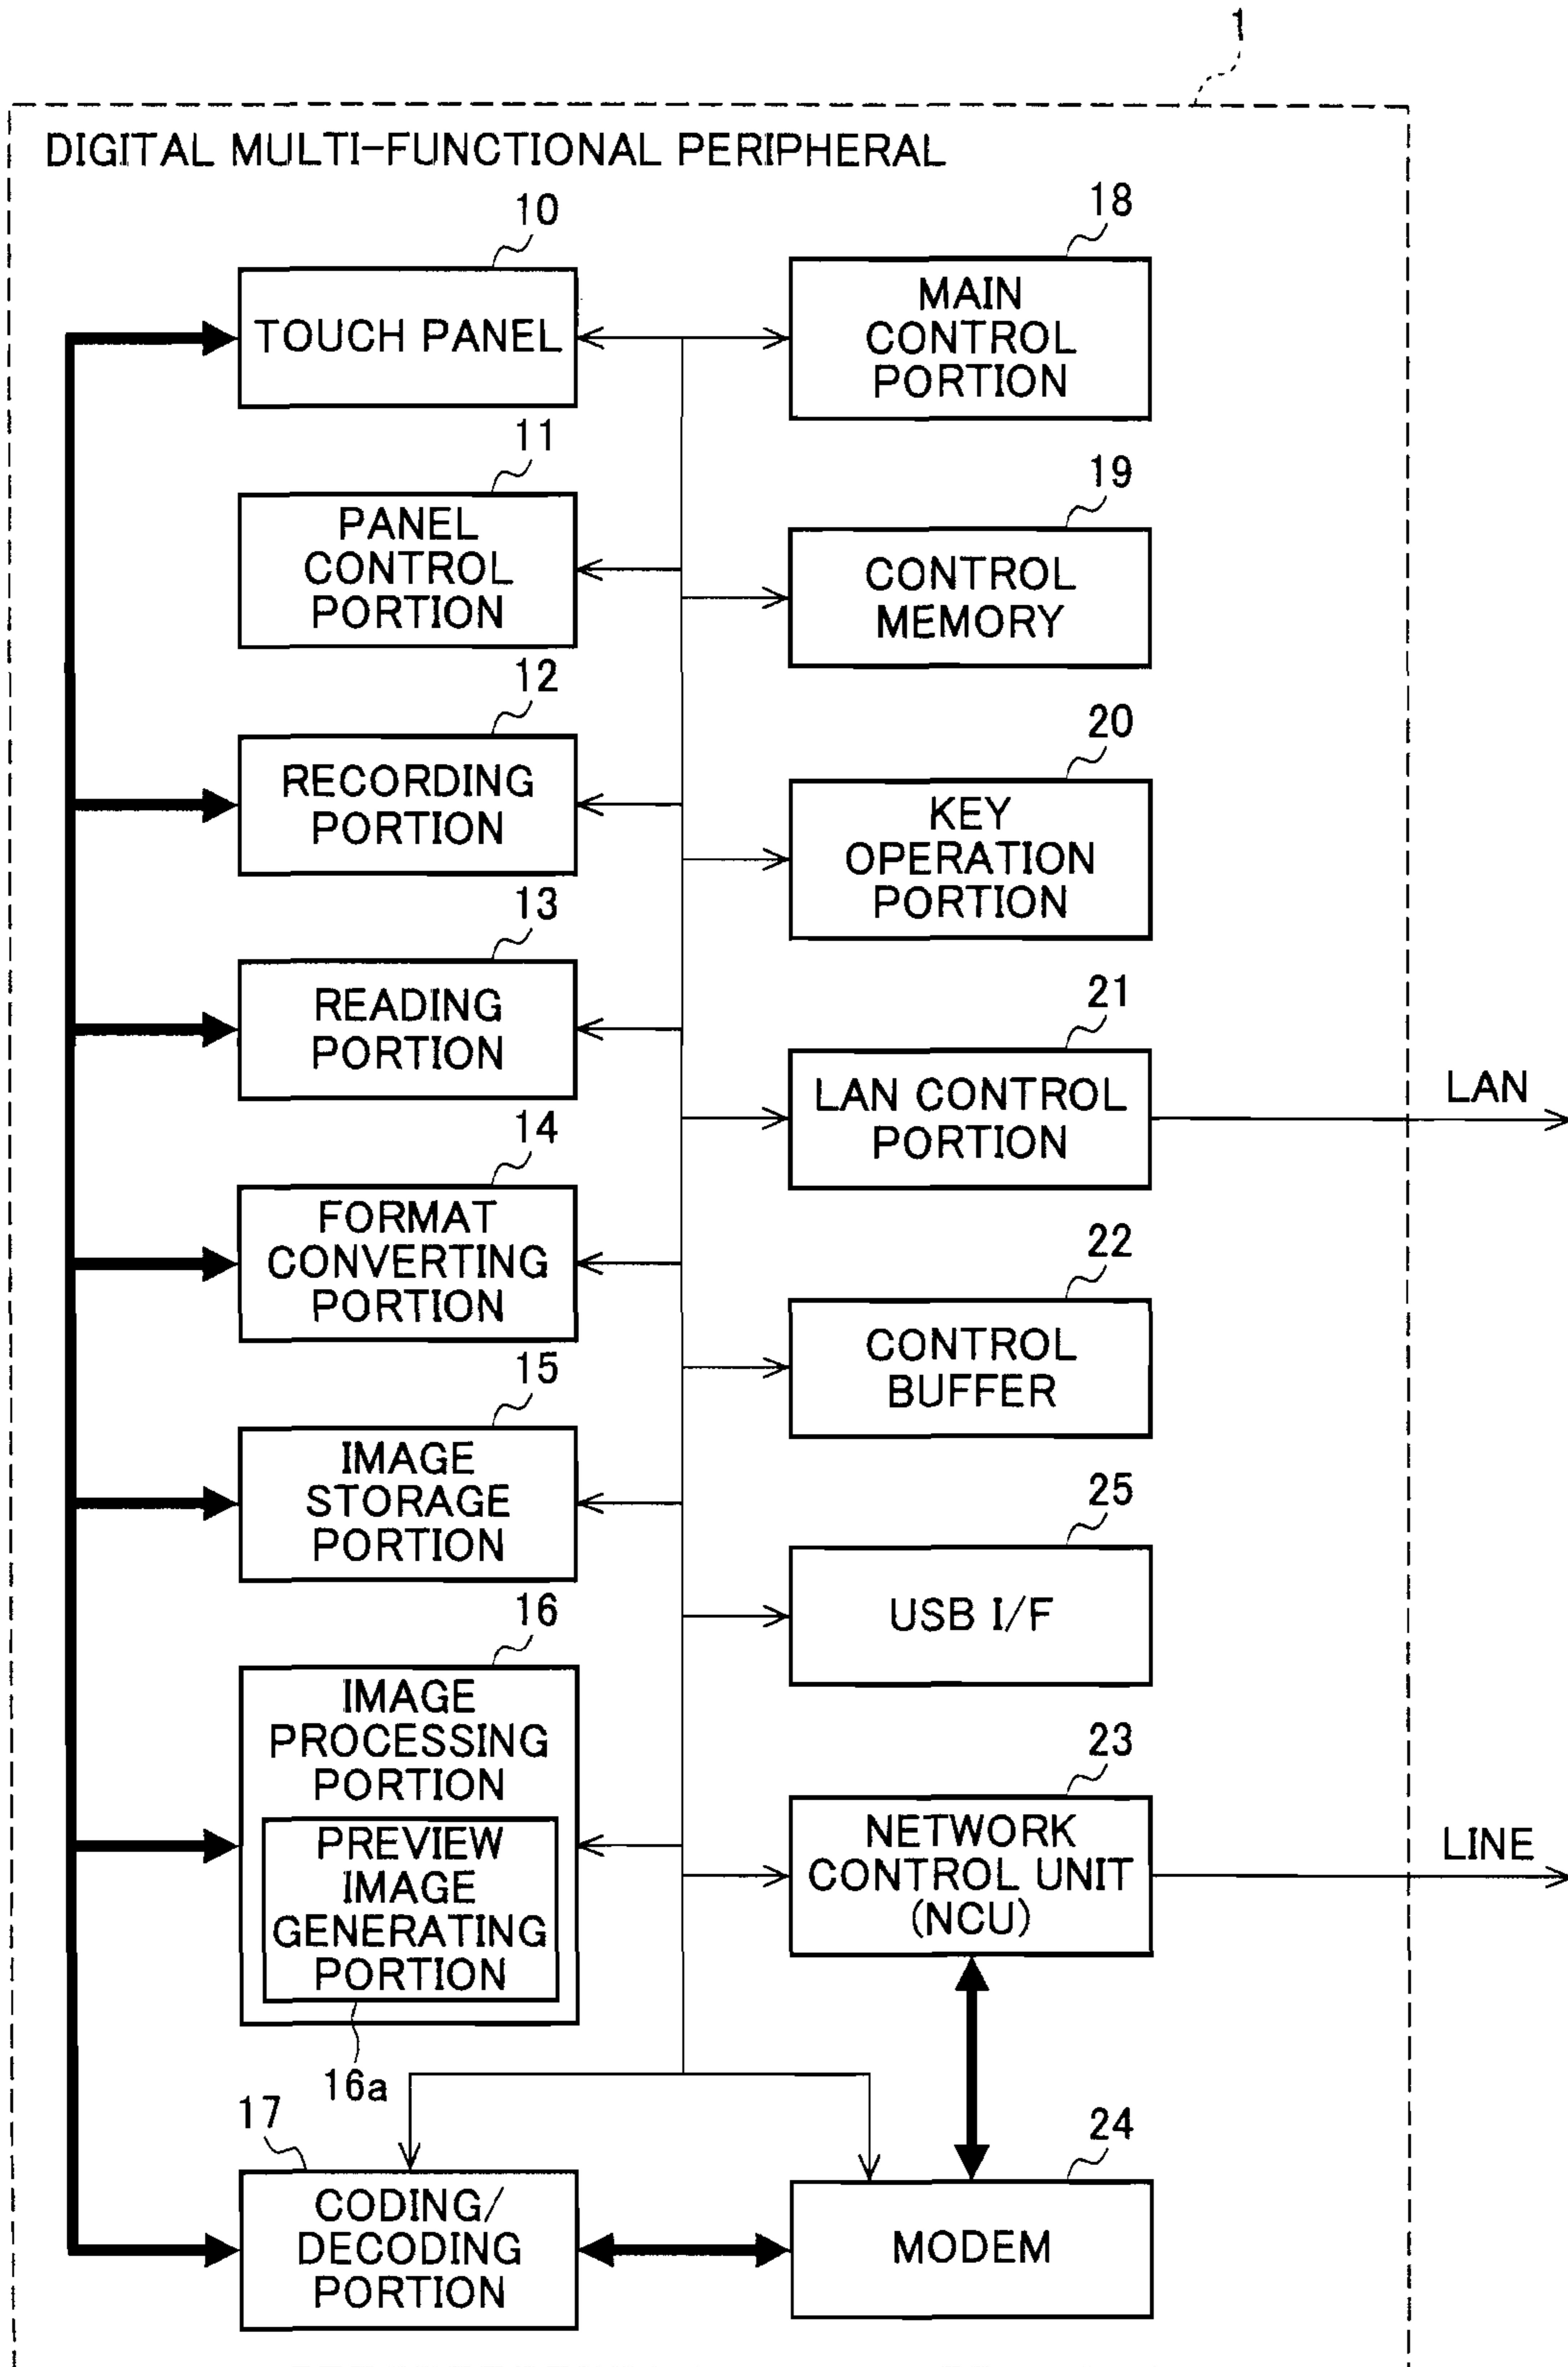 1
DIGITAL MULTI-FUNCTIONAL PERIPHERAL
10
TOUCH PANEL
11
PANEL
CONTROL
PORTION
12
RECORDING
PORTION
13
READING
PORTION
14
FORMAT
CONVERTING
PORTION
15
IMAGE
STORAGE
PORTION
16
IMAGE
PROCESSING
PORTION
PREVIEW
IMAGE
GENERATING
PORTION
16a
17
CODING/
DECODING
PORTION
18
MAIN
CONTROL
PORTION
19
CONTROL
MEMORY
20
KEY
OPERATION
PORTION
21
LAN CONTROL
PORTION
LAN
22
CONTROL
BUFFER
25
USB I/F
23
NETWORK
CONTROL UNIT
(NCU)
LINE
24
MODEM